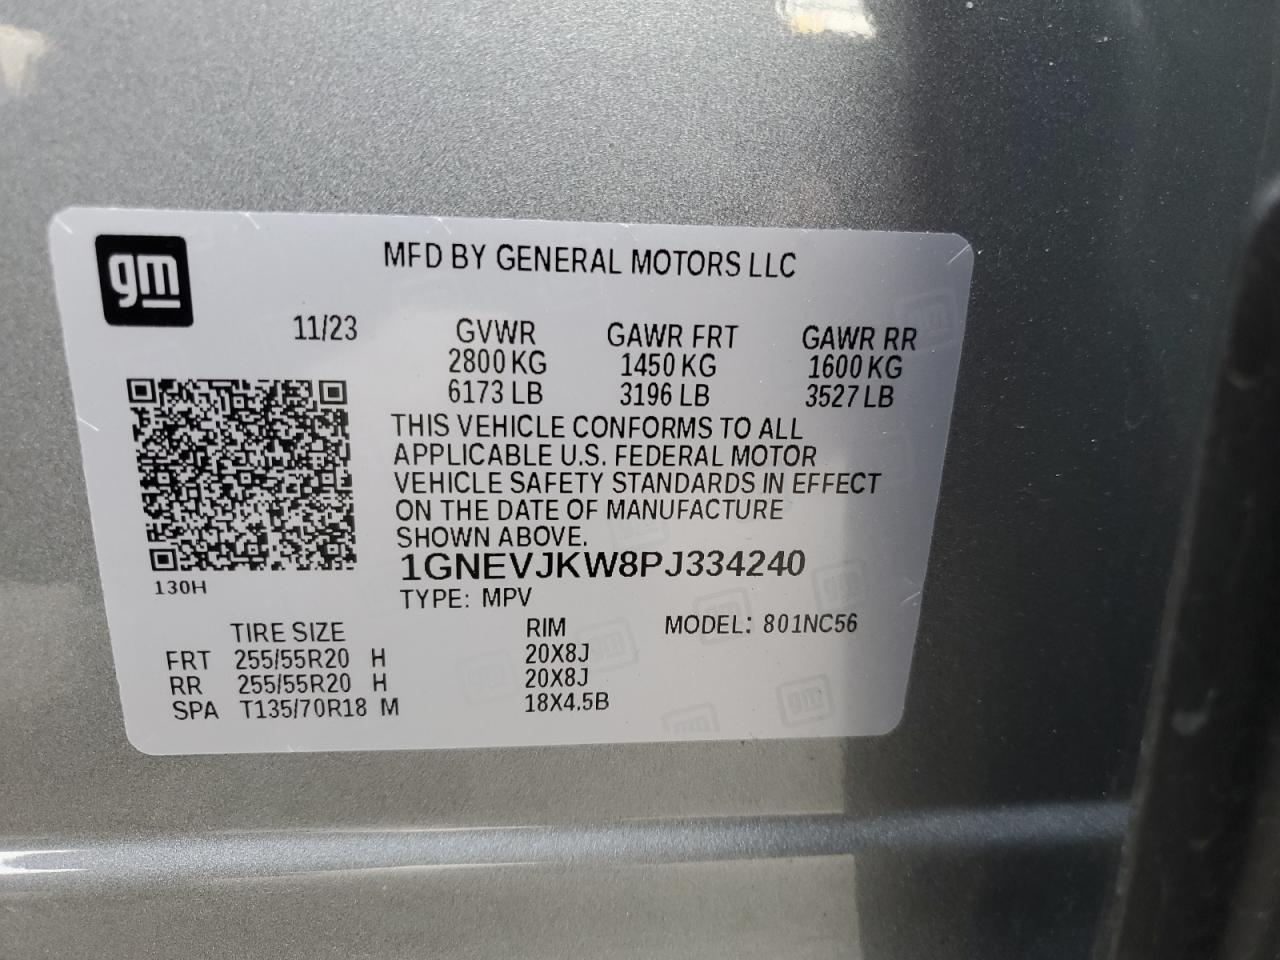 gm
MFD BY GENERAL MOTORS LLC
11/23
GVWR GAWR FRT GAWR RR
2800 KG 1450 KG 1600 KG
6173 LB 3196 LB 3527 LB
THIS VEHICLE CONFORMS TO ALL
APPLICABLE U.S. FEDERAL MOTOR
VEHICLE SAFETY STANDARDS IN EFFECT
ON THE DATE OF MANUFACTURE
SHOWN ABOVE.
1GNEVJKW8PJ334240
130H
TYPE: MPV
TIRE SIZE RIM MODEL: 801NC56
FRT 255/55R20 H 20X8J
RR 255/55R20 H 20X8J
SPA T135/70R18 M 18X4.5B
gm